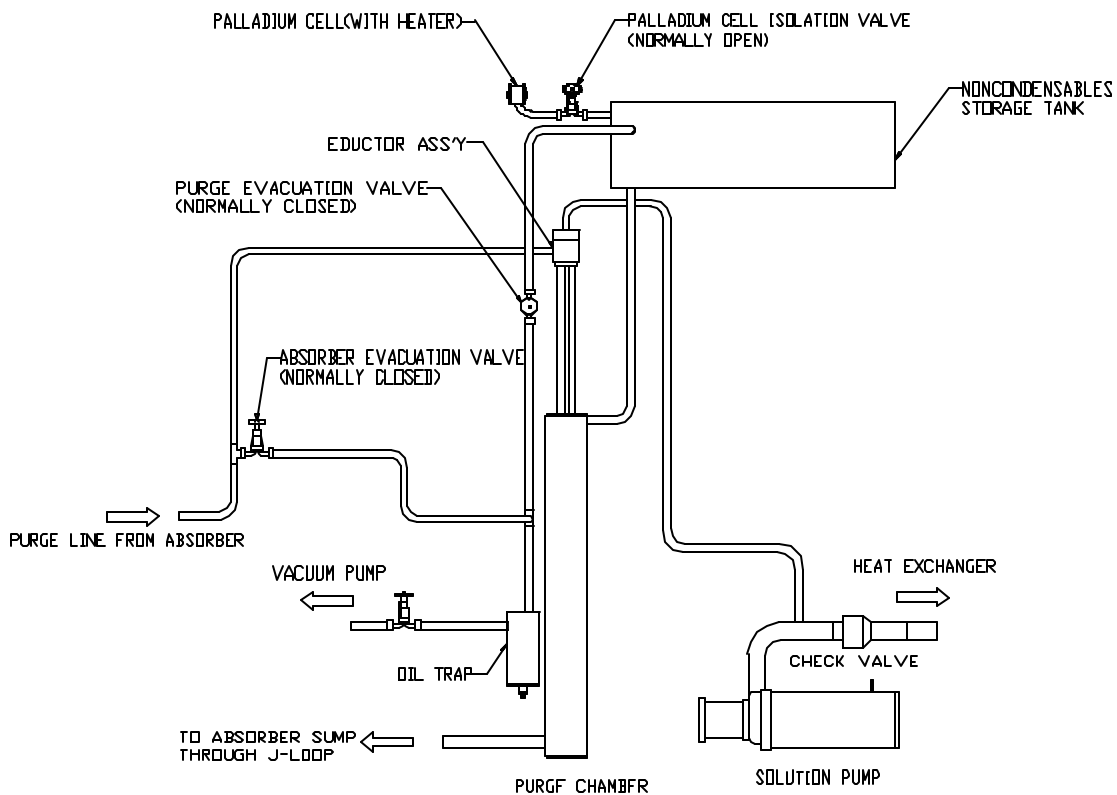 PALLADIUM CELL(WITH HEATER)
PALLADIUM CELL ISOLATION VALVE
(NORMALLY OPEN)
NONCONDENSABLES
STORAGE TANK
EDUCTOR ASS'Y
PURGE EVACUATION VALVE
(NORMALLY CLOSED)
ABSORBER EVACUATION VALVE
(NORMALLY CLOSED)
PURGE LINE FROM ABSORBER
VACUUM PUMP
HEAT EXCHANGER
OIL TRAP
CHECK VALVE
TO ABSORBER SUMP
THROUGH J-LOOP
PURGE CHAMBER
SOLUTION PUMP